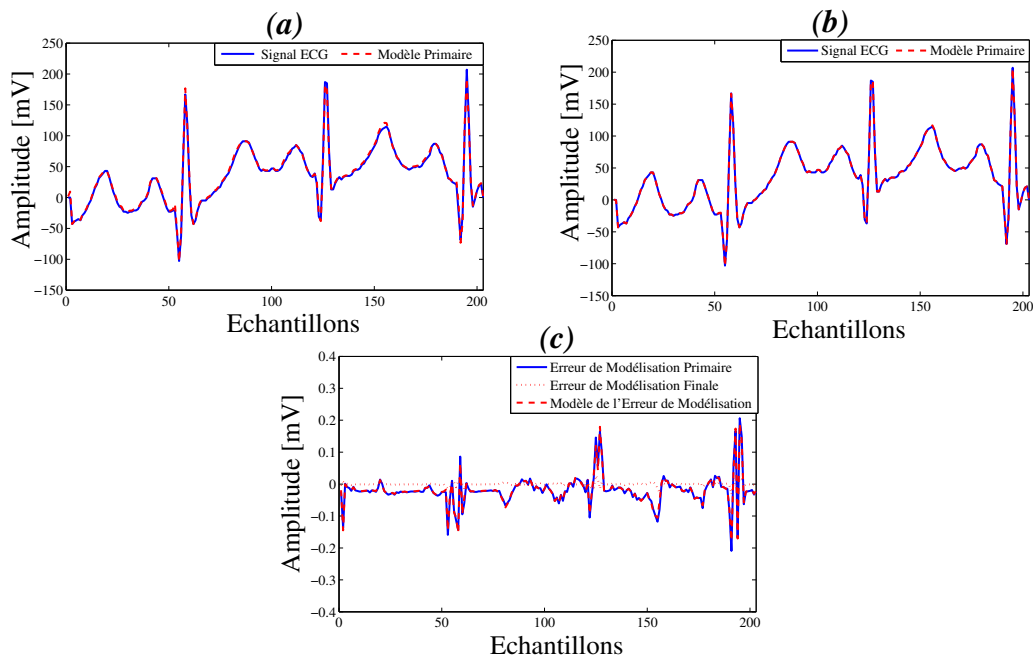 (a)
Signal ECG Modèle Primaire
250
200
150
100
50
0
−50
−100
−150
0 50 100 150 200
Amplitude [mV]
Echantillons
(b)
Signal ECG Modèle Primaire
250
200
150
100
50
0
−50
−100
−150
0 50 100 150 200
Amplitude [mV]
Echantillons
(c)
Erreur de Modélisation Primaire
Erreur de Modélisation Finale
Modèle de l'Erreur de Modélisation
0.4
0.3
0.2
0.1
0
−0.1
−0.2
−0.3
−0.4
0 50 100 150 200
Amplitude [mV]
Echantillons